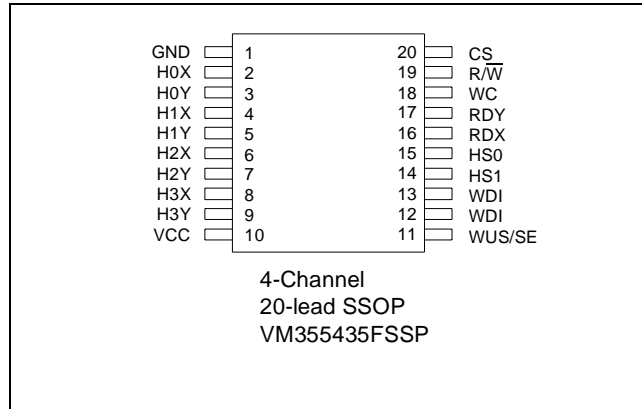 GND 1 20 CS
H0X 2 19 R/W̅
H0Y 3 18 WC
H1X 4 17 RDY
H1Y 5 16 RDX
H2X 6 15 HS0
H2Y 7 14 HS1
H3X 8 13 WDI
H3Y 9 12 WDI
VCC 10 11 WUS/SE
4-Channel
20-lead SSOP
VM355435FSSP